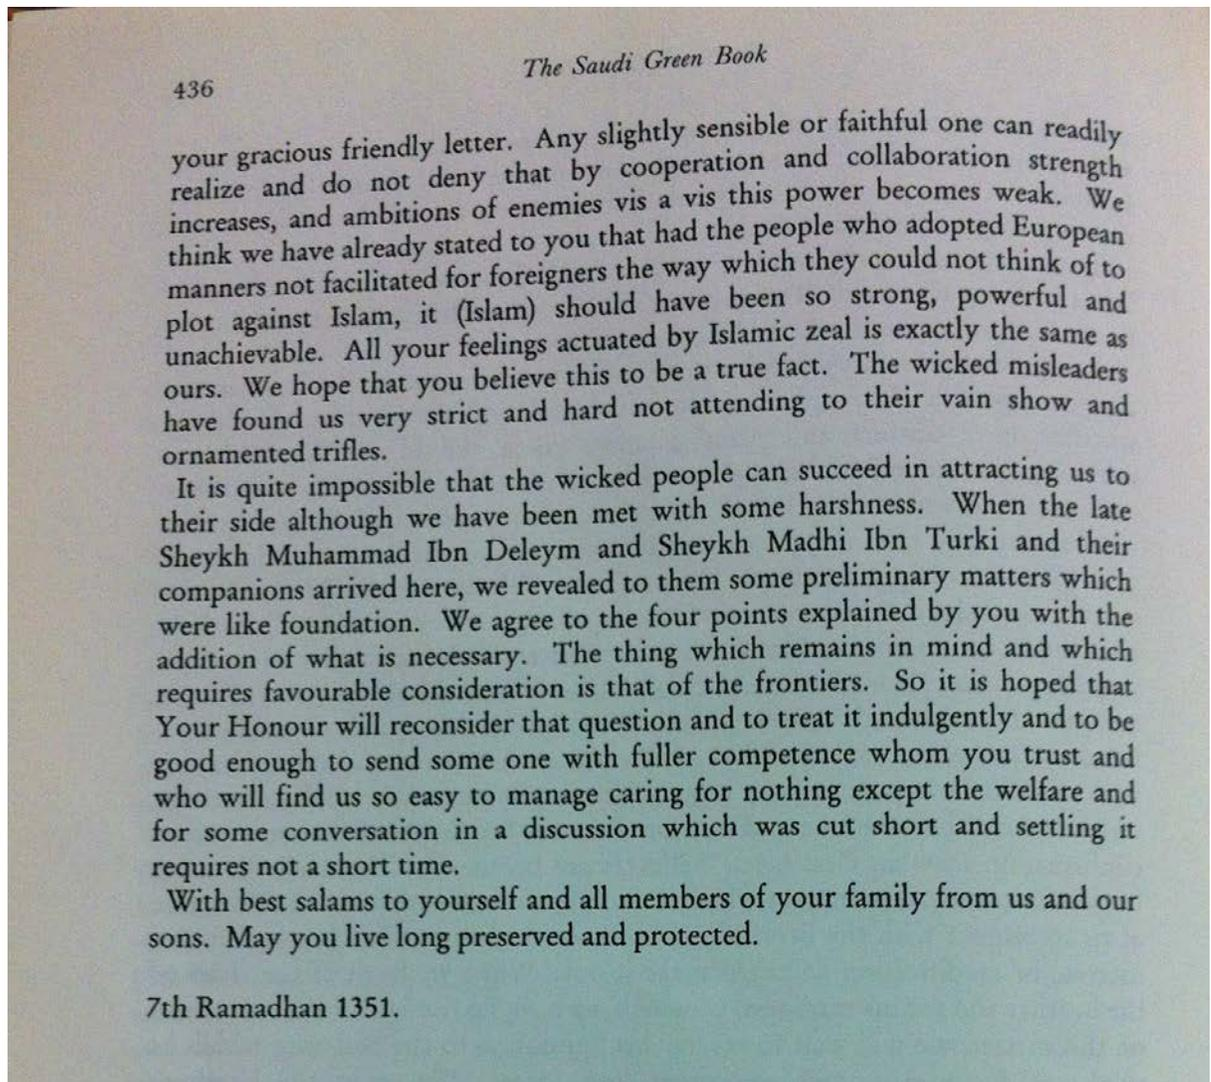 The Saudi Green Book
436
your gracious friendly letter. Any slightly sensible or faithful one can readily
realize and do not deny that by cooperation and collaboration strength
increases, and ambitions of enemies vis a vis this power becomes weak. We
think we have already stated to you that had the people who adopted European
manners not facilitated for foreigners the way which they could not think of to
plot against Islam, it (Islam) should have been so strong, powerful and
unachievable. All your feelings actuated by Islamic zeal is exactly the same as
ours. We hope that you believe this to be a true fact. The wicked misleaders
have found us very strict and hard not attending to their vain show and
ornamented trifles.
It is quite impossible that the wicked people can succeed in attracting us to
their side although we have been met with some harshness. When the late
Sheykh Muhammad Ibn Deleym and Sheykh Madhi Ibn Turki and their
companions arrived here, we revealed to them some preliminary matters which
were like foundation. We agree to the four points explained by you with the
addition of what is necessary. The thing which remains in mind and which
requires favourable consideration is that of the frontiers. So it is hoped that
Your Honour will reconsider that question and to treat it indulgently and to be
good enough to send some one with fuller competence whom you trust and
who will find us so easy to manage caring for nothing except the welfare and
for some conversation in a discussion which was cut short and settling it
requires not a short time.
With best salams to yourself and all members of your family from us and our
sons. May you live long preserved and protected.
7th Ramadhan 1351.